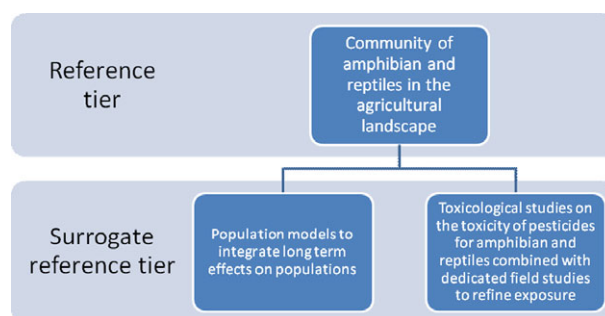 Reference
tier
Community of
amphibian and
reptiles in the
agricultural
landscape
Surrogate
reference tier
Population models to
integrate long term
effects on populations
Toxicological studies on
the toxicity of pesticides
for amphibian and
reptiles combined with
dedicated field studies
to refine exposure